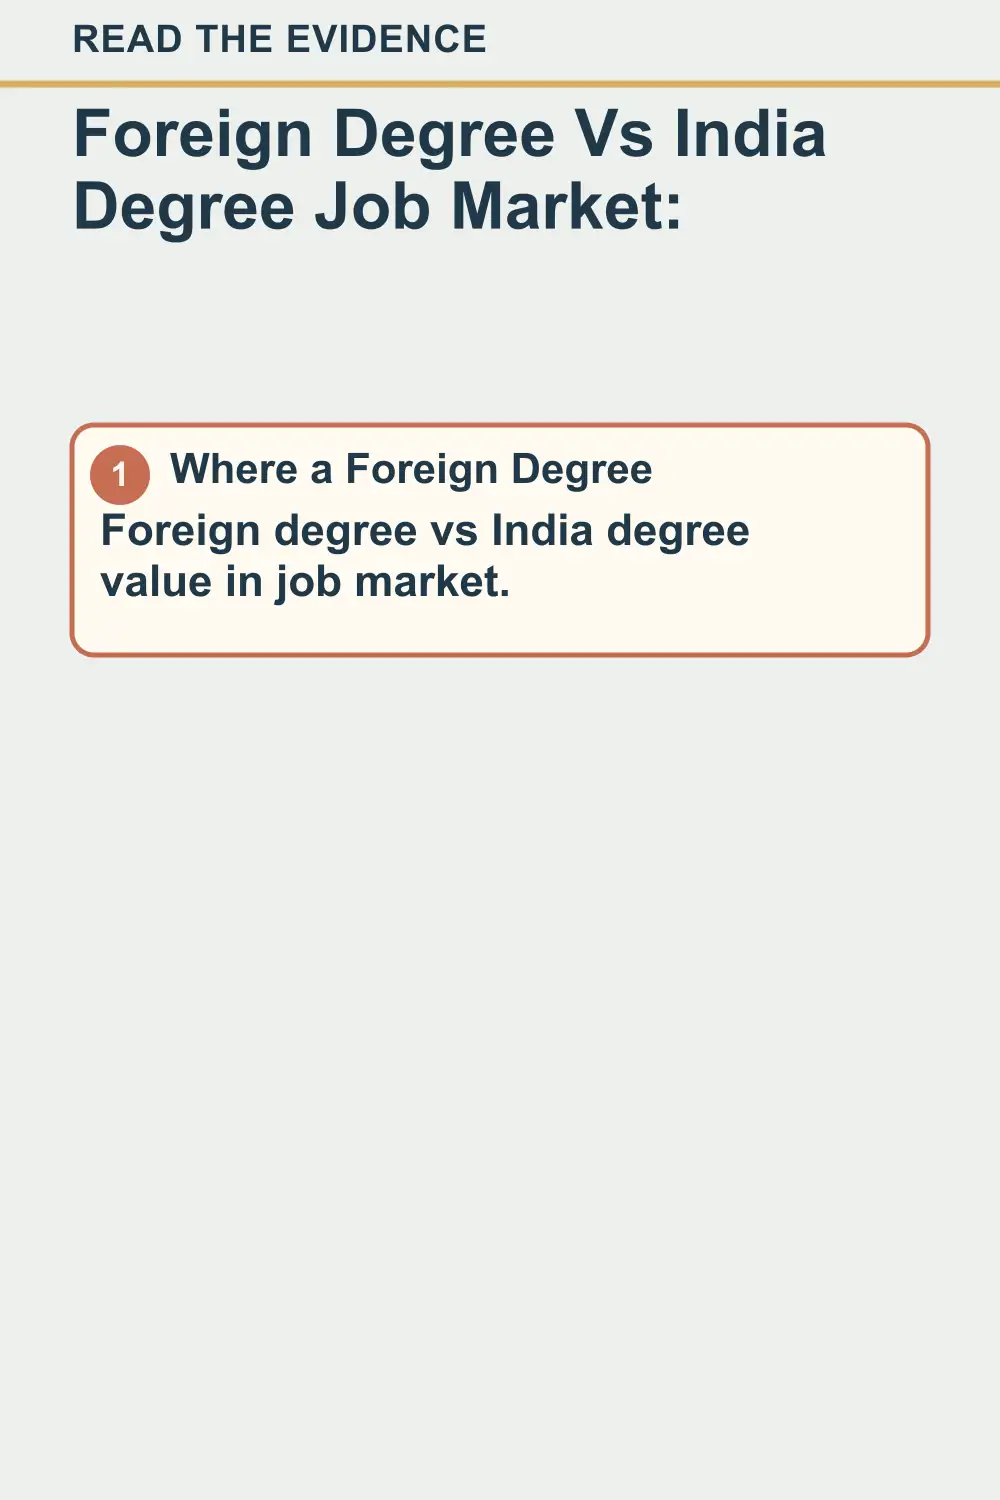 READ THE EVIDENCE
Foreign Degree Vs India
Degree Job Market:
1 Where a Foreign Degree
Foreign degree vs India degree
value in job market.